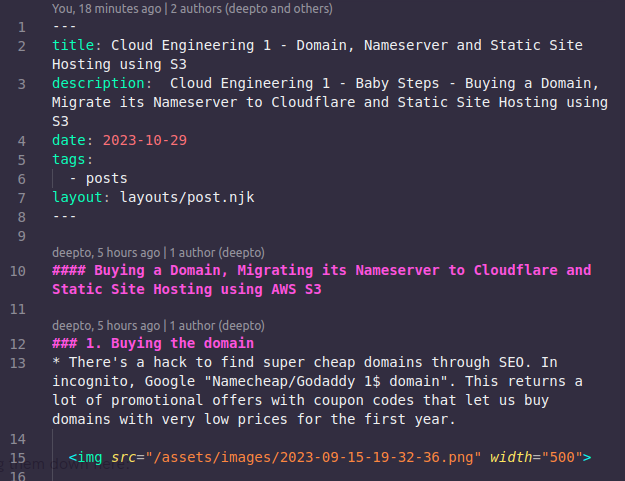 You, 18 minutes ago | 2 authors (deepto and others)
1 ---
2 title: Cloud Engineering 1 - Domain, Nameserver and Static Site
Hosting using S3
3 description:  Cloud Engineering 1 - Baby Steps - Buying a Domain,
Migrate its Nameserver to Cloudflare and Static Site Hosting using
S3
4 date: 2023-10-29
5 tags:
6   - posts
7 layout: layouts/post.njk
8 ---
9
deepto, 5 hours ago | 1 author (deepto)
10 #### Buying a Domain, Migrating its Nameserver to Cloudflare and
Static Site Hosting using AWS S3
11
deepto, 5 hours ago | 1 author (deepto)
12 ### 1. Buying the domain
13 * There's a hack to find super cheap domains through SEO. In
incognito, Google "Namecheap/Godaddy 1$ domain". This returns a
lot of promotional offers with coupon codes that let us buy
domains with very low prices for the first year.
14
15   <img src="/assets/images/2023-09-15-19-32-36.png" width="500">
16